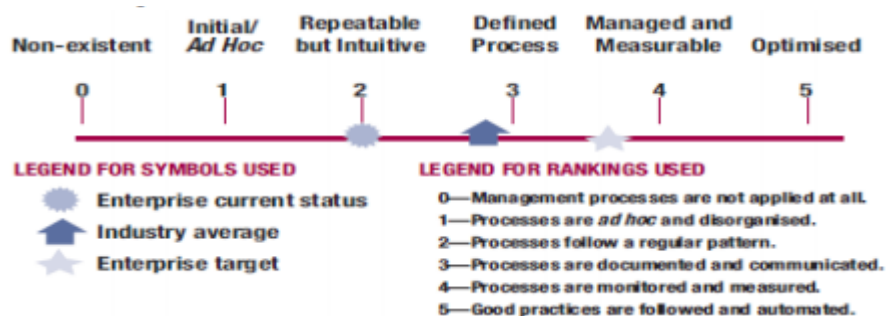 Non-existent
Initial/
Ad Hoc
Repeatable
but Intuitive
Defined
Process
Managed and
Measurable
Optimised
0 1 2 3 4 5
LEGEND FOR SYMBOLS USED
Enterprise current status
Industry average
Enterprise target
LEGEND FOR RANKINGS USED
0—Management processes are not applied at all.
1—Processes are ad hoc and disorganised.
2—Processes follow a regular pattern.
3—Processes are documented and communicated.
4—Processes are monitored and measured.
5—Good practices are followed and automated.